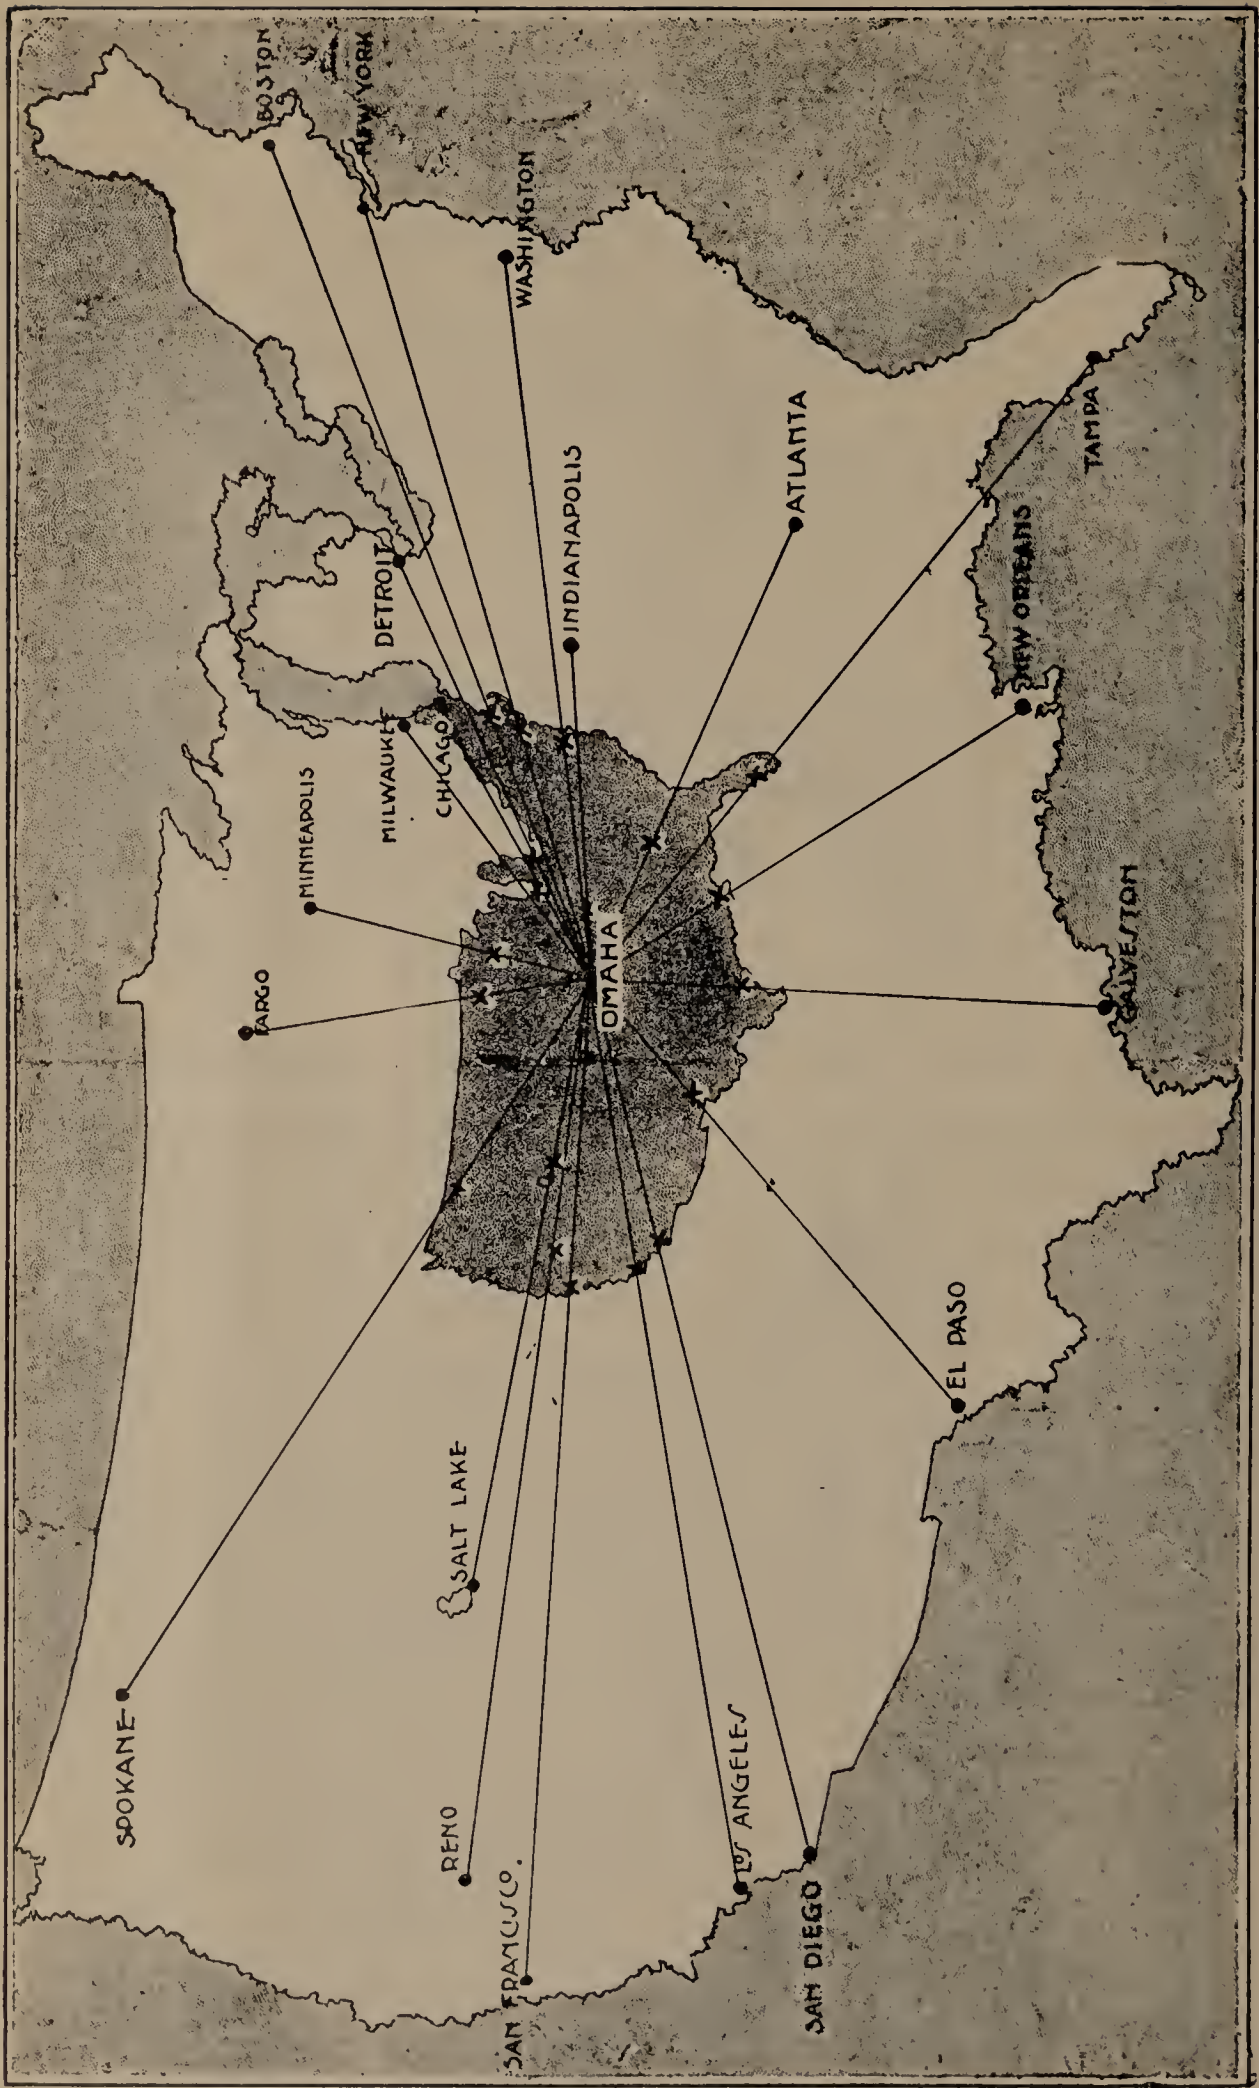 BOSTON
NEW YORK
WASHINGTON
DETROIT
INDIANAPOLIS
ATLANTA
TAMPA
MILWAUKEE
CHICAGO
NEW ORLEANS
MINNEAPOLIS
FARGO
OMAHA
GALVESTON
EL PASO
SALT LAKE
SPOKANE
RENO
SAN FRANCISCO.
LOS ANGELES
SAN DIEGO